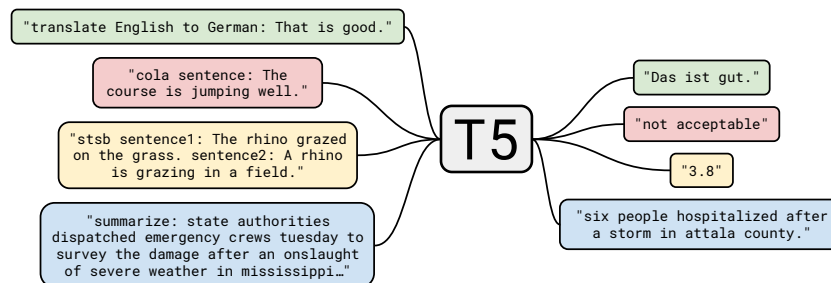 "translate English to German: That is good."
"cola sentence: The
course is jumping well."
"stsb sentence1: The rhino grazed
on the grass. sentence2: A rhino
is grazing in a field."
"summarize: state authorities
dispatched emergency crews tuesday to
survey the damage after an onslaught
of severe weather in mississippi…"
T5
"Das ist gut."
"not acceptable"
"3.8"
"six people hospitalized after
a storm in attala county."